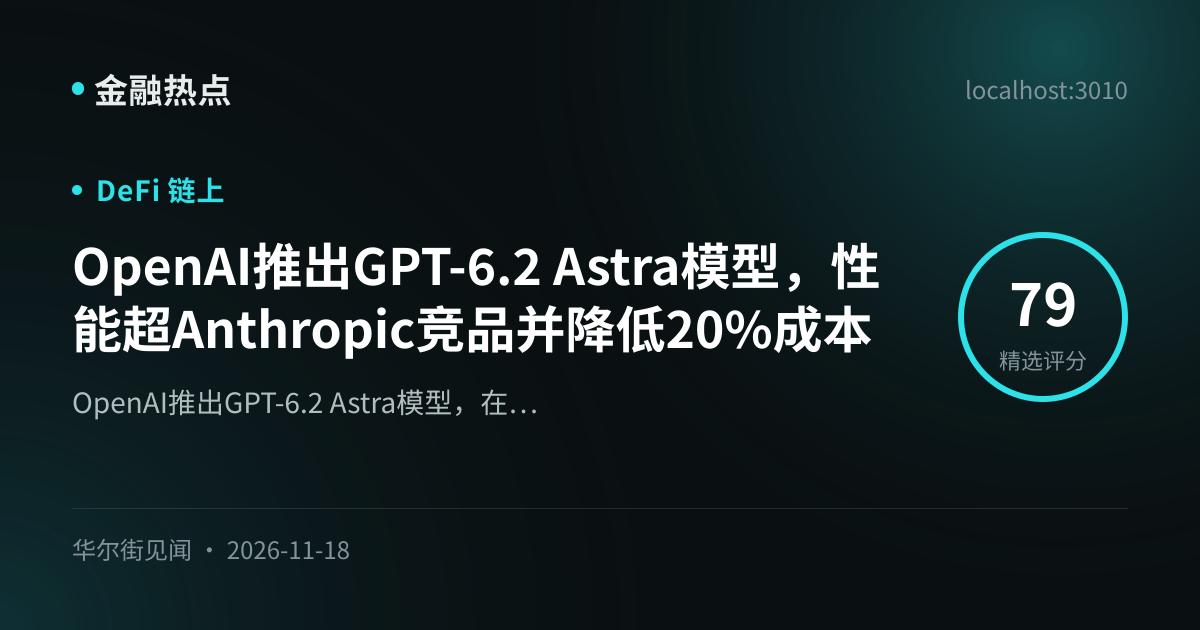 金融热点
localhost:3010
DeFi 链上
OpenAI推出GPT-6.2 Astra模型，性
能超Anthropic竞品并降低20%成本
79
精选评分
OpenAI推出GPT-6.2 Astra模型，在…
华尔街见闻 · 2026-11-18